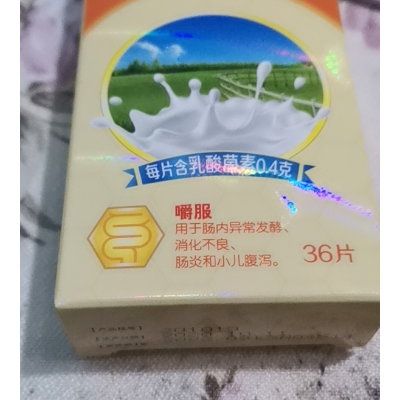 每片含乳酸菌素0.4克
嚼服
用于肠内异常发酵、
消化不良、
肠炎和小儿腹泻。
36片